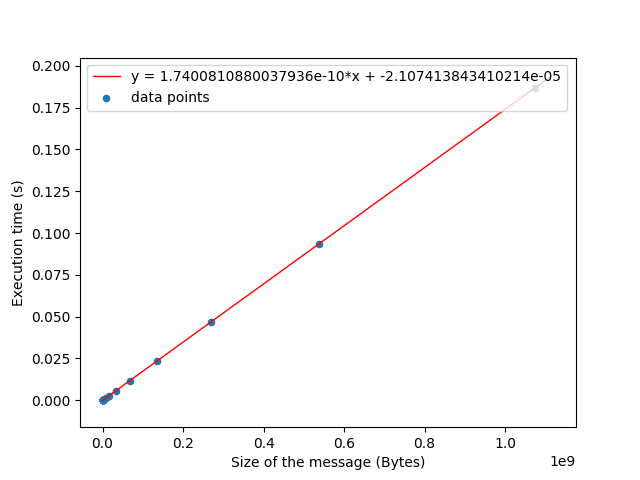 y = 1.7400810880037936e-10*x + -2.107413843410214e-05
data points
0.200
0.175
0.150
0.125
0.100
0.075
0.050
0.025
0.000
Execution time (s)
0.0 0.2 0.4 0.6 0.8 1.0
1e9
Size of the message (Bytes)